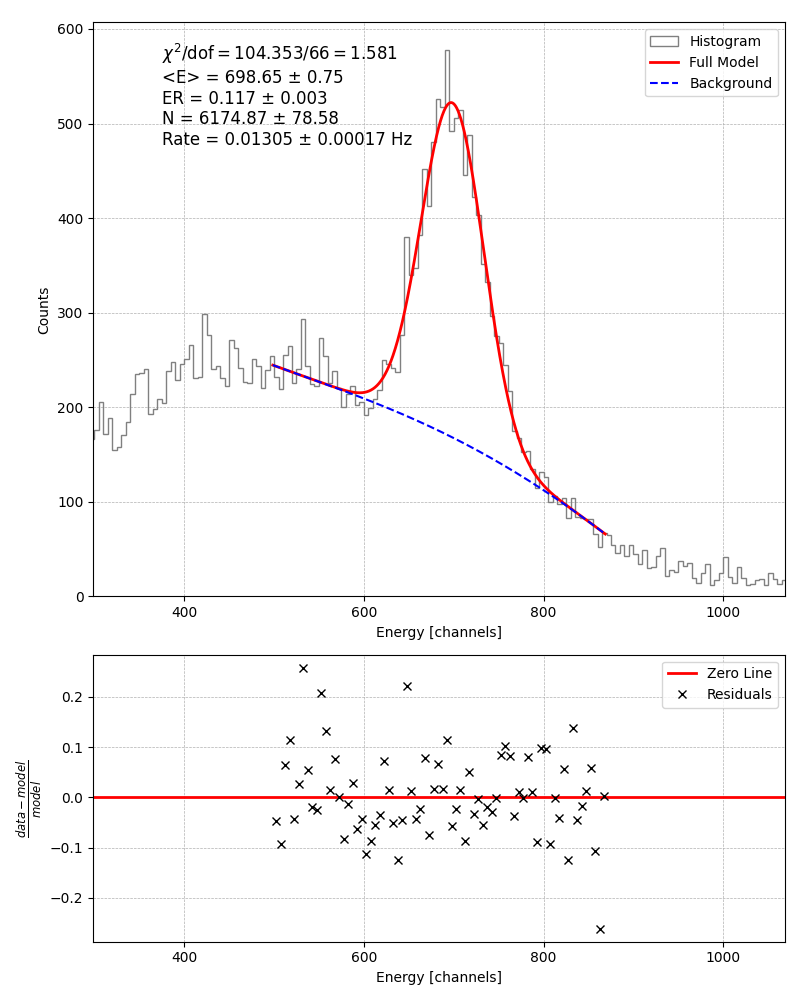 χ²/dof = 104.353/66 = 1.581
<E> = 698.65 ± 0.75
ER = 0.117 ± 0.003
N = 6174.87 ± 78.58
Rate = 0.01305 ± 0.00017 Hz
Histogram
Full Model
Background
600
500
400
300
200
100
0
Counts
400 600 800 1000
Energy [channels]
Zero Line
Residuals
0.2
0.1
0.0
−0.1
−0.2
data − model
model
400 600 800 1000
Energy [channels]